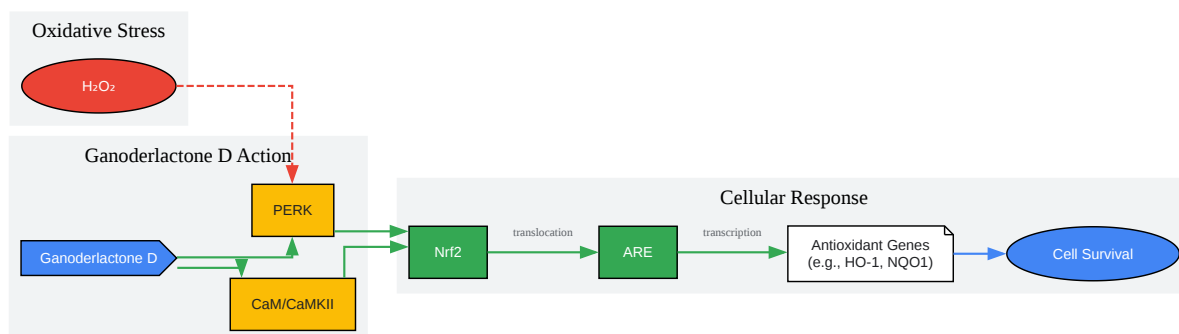 Oxidative Stress
H₂O₂
Ganoderlactone D Action
PERK
Ganoderlactone D
CaM/CaMKII
Cellular Response
Nrf2
translocation
ARE
transcription
Antioxidant Genes
(e.g., HO-1, NQO1)
Cell Survival